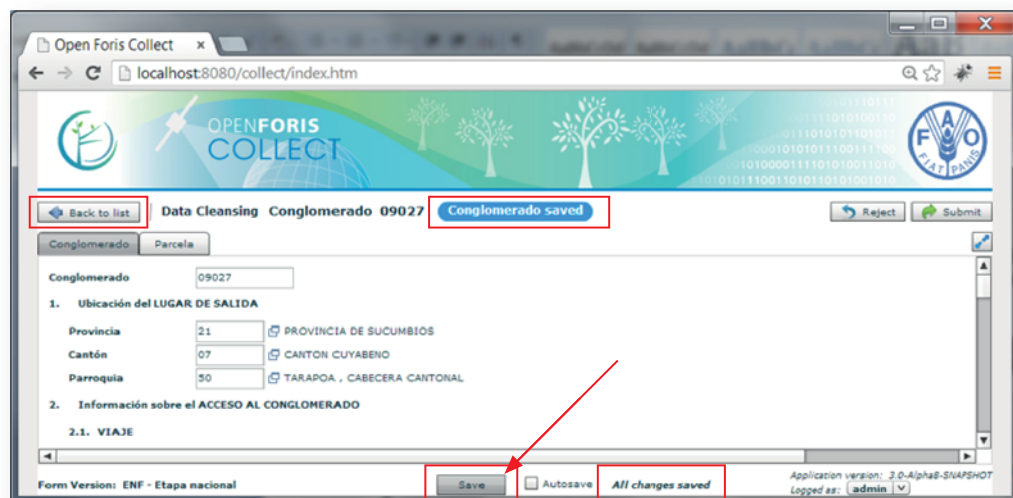 Open Foris Collect
localhost:8080/collect/index.htm
OPENFORIS
COLLECT
FAO
FIAT PANIS
Back to list
Data Cleansing Conglomerado 09027
Conglomerado saved
Reject
Submit
Conglomerado
Parcela
Conglomerado 09027
1. Ubicación del LUGAR DE SALIDA
Provincia 21 PROVINCIA DE SUCUMBIOS
Cantón 07 CANTON CUYABENO
Parroquia 50 TARAPOA , CABECERA CANTONAL
2. Información sobre el ACCESO AL CONGLOMERADO
2.1. VIAJE
Form Version: ENF - Etapa nacional
Save
Autosave
All changes saved
Application version: 3.0-Alpha8-SNAPSHOT
Logged as: admin